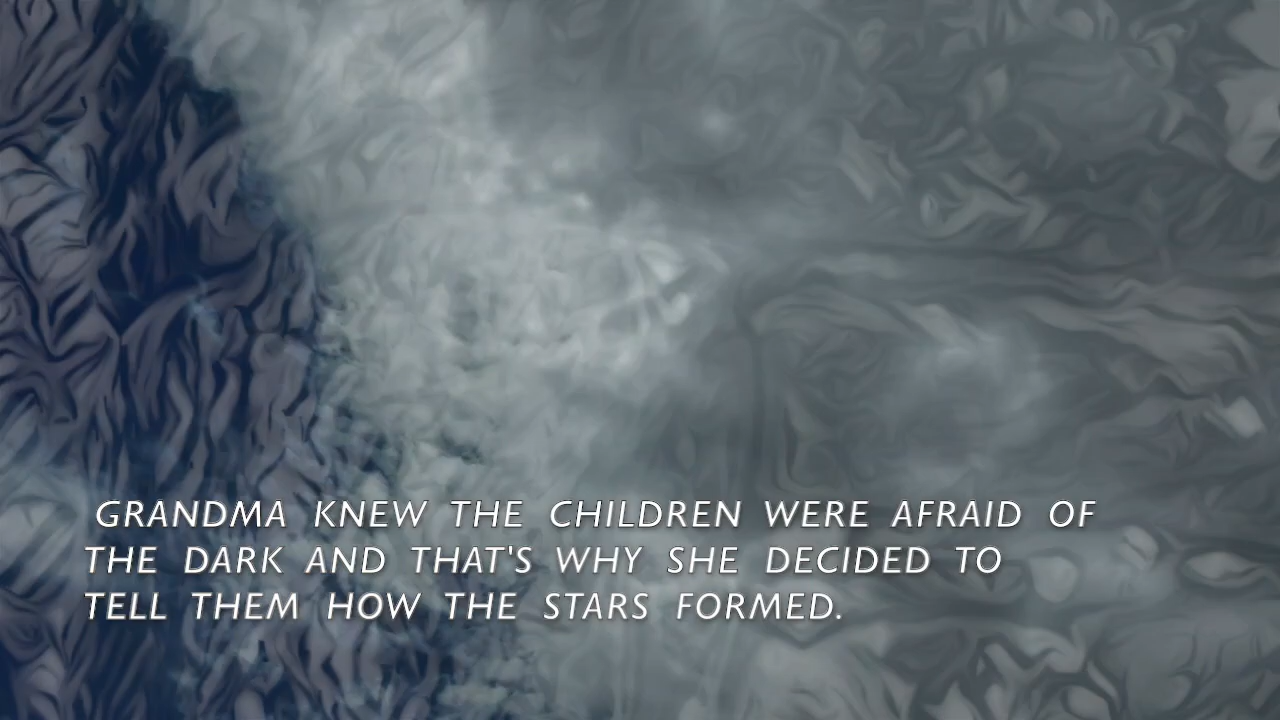 GRANDMA KNEW THE CHILDREN WERE AFRAID OF
THE DARK AND THAT'S WHY SHE DECIDED TO
TELL THEM HOW THE STARS FORMED.